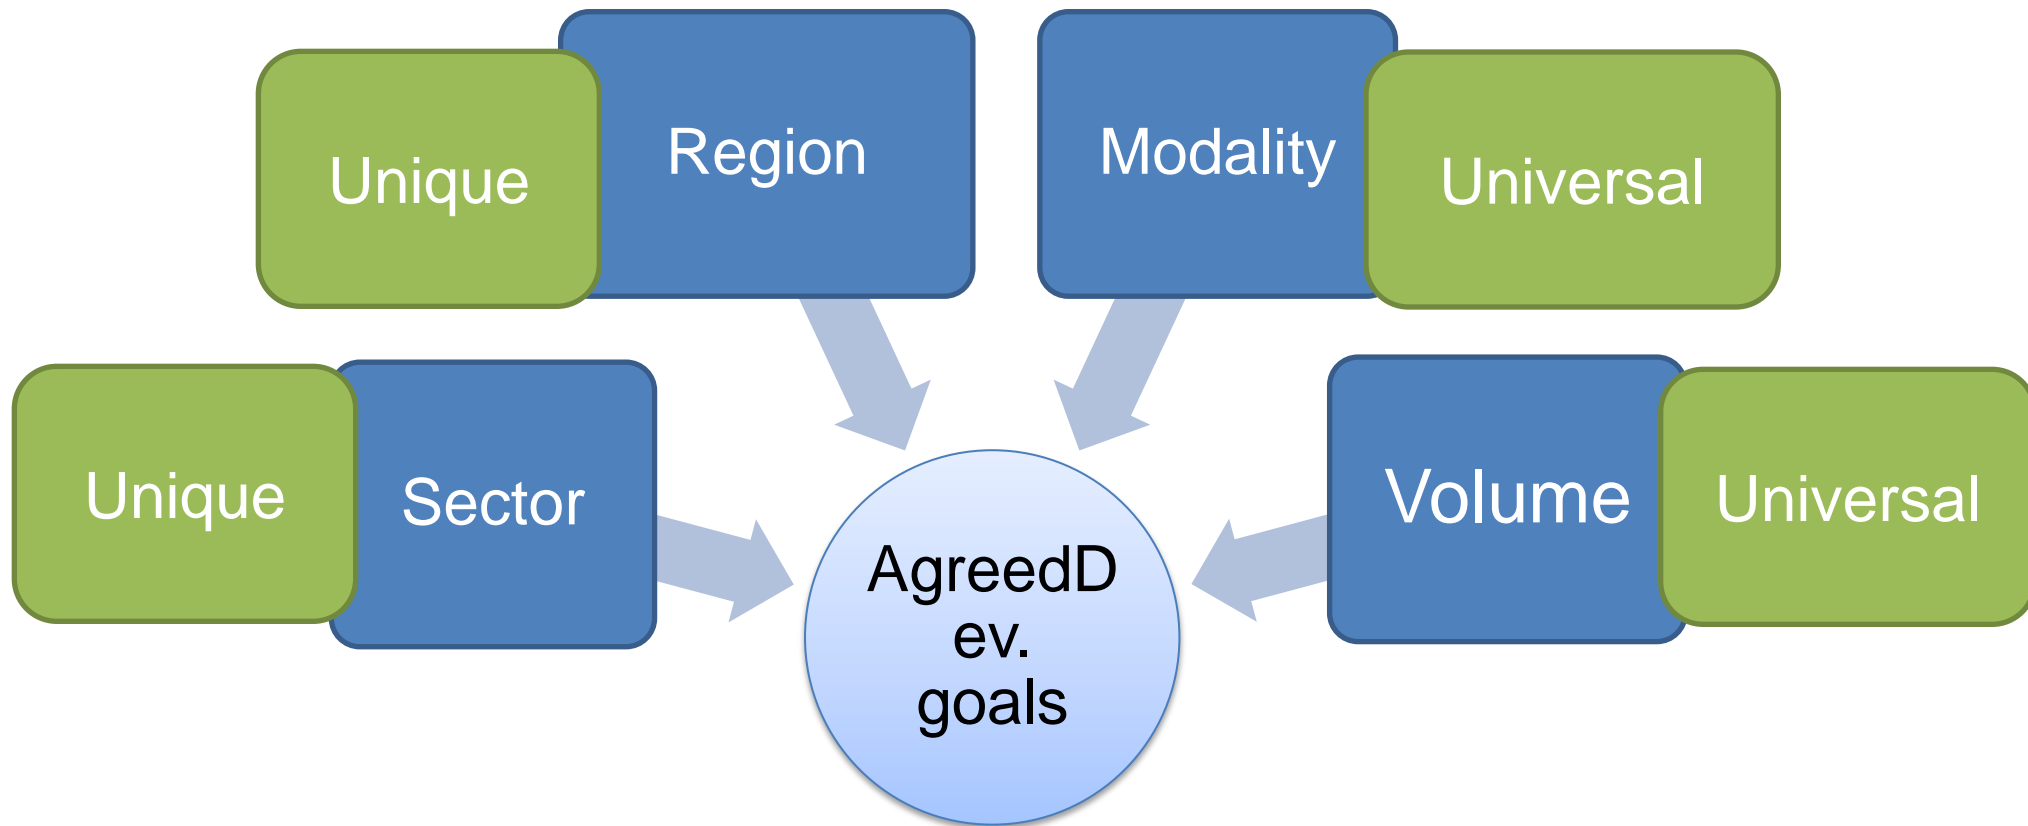 Unique
Region
Modality
Universal
Unique
Sector
AgreedD
ev.
goals
Volume
Universal